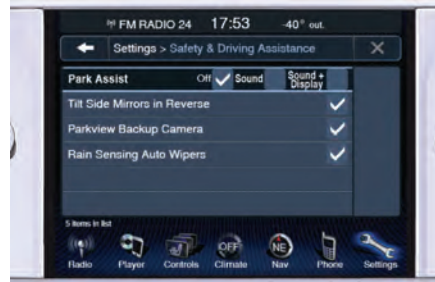 FM RADIO 24 17:53 -40° out.
Settings > Safety & Driving Assistance
Park Assist Off Sound Sound + Display
Tilt Side Mirrors in Reverse
Parkview Backup Camera
Rain Sensing Auto Wipers
5 items in list
OFF NE
Radio Player Controls Climate Nav Phone Settings